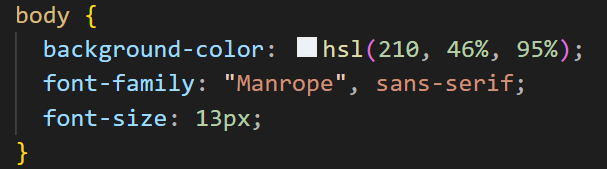 body {
background-color: hsl(210, 46%, 95%);
font-family: "Manrope", sans-serif;
font-size: 13px;
}